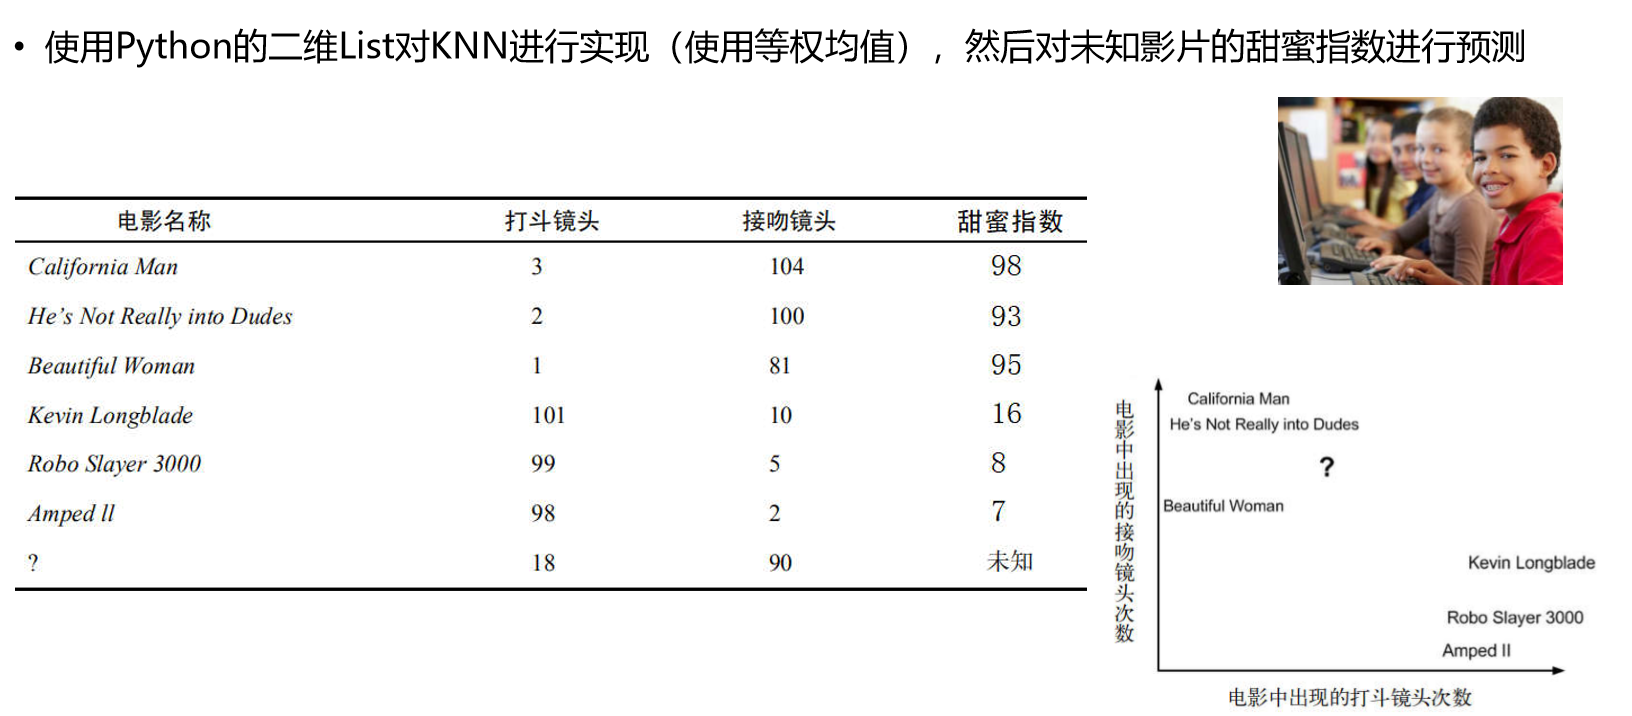 • 使用Python的二维List对KNN进行实现（使用等权均值），然后对未知影片的甜蜜指数进行预测
电影名称 打斗镜头 接吻镜头 甜蜜指数
California Man 3 104 98
He's Not Really into Dudes 2 100 93
Beautiful Woman 1 81 95
Kevin Longblade 101 10 16
Robo Slayer 3000 99 5 8
Amped ll 98 2 7
? 18 90 未知
电影中出现的接吻镜头次数
California Man
He's Not Really into Dudes
?
Beautiful Woman
Kevin Longblade
Robo Slayer 3000
Amped II
电影中出现的打斗镜头次数